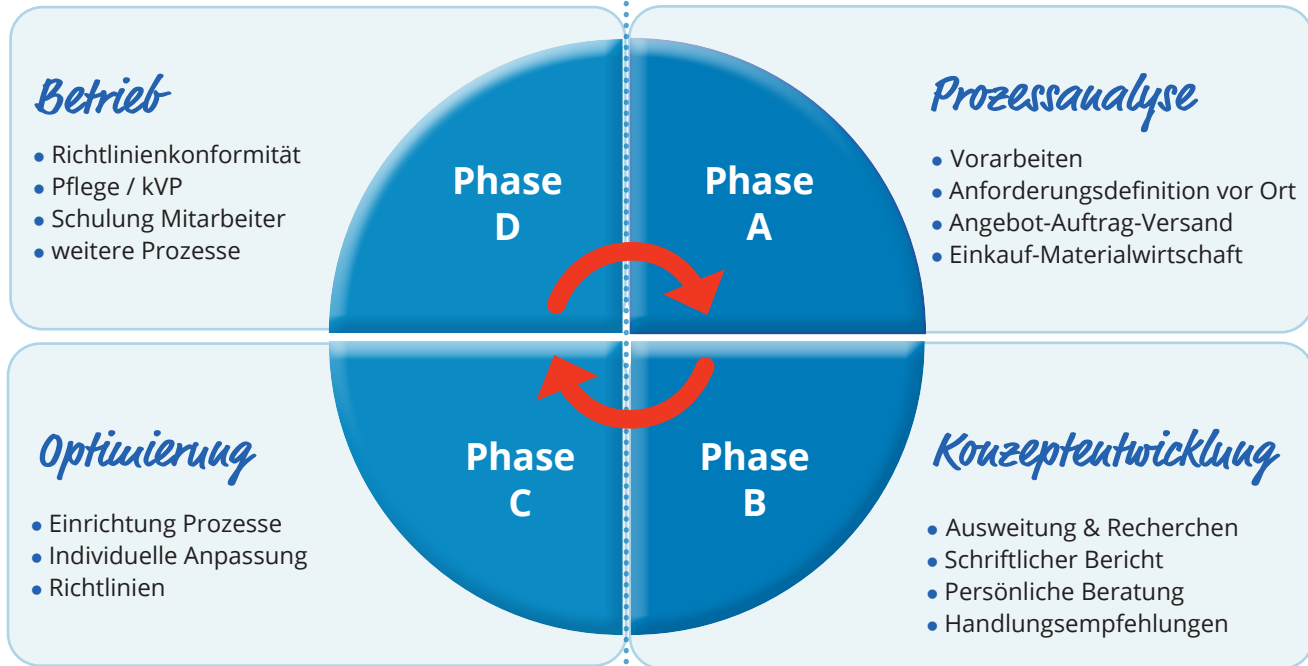 Betrieb
• Richtlinienkonformität
• Pflege / kVP
• Schulung Mitarbeiter
• weitere Prozesse
Phase
D
Phase
A
Prozessanalyse
• Vorarbeiten
• Anforderungsdefinition vor Ort
• Angebot-Auftrag-Versand
• Einkauf-Materialwirtschaft
Optimierung
• Einrichtung Prozesse
• Individuelle Anpassung
• Richtlinien
Phase
C
Phase
B
Konzeptentwicklung
• Ausweitung & Recherchen
• Schriftlicher Bericht
• Persönliche Beratung
• Handlungsempfehlungen